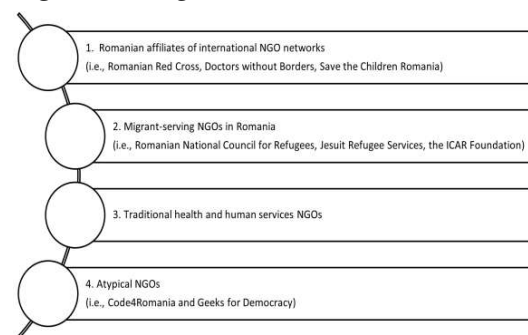 1. Romanian affiliates of international NGO networks
(i.e., Romanian Red Cross, Doctors without Borders, Save the Children Romania)
2. Migrant-serving NGOs in Romania
(i.e., Romanian National Council for Refugees, Jesuit Refugee Services, the ICAR Foundation)
3. Traditional health and human services NGOs
4. Atypical NGOs
(i.e., Code4Romania and Geeks for Democracy)